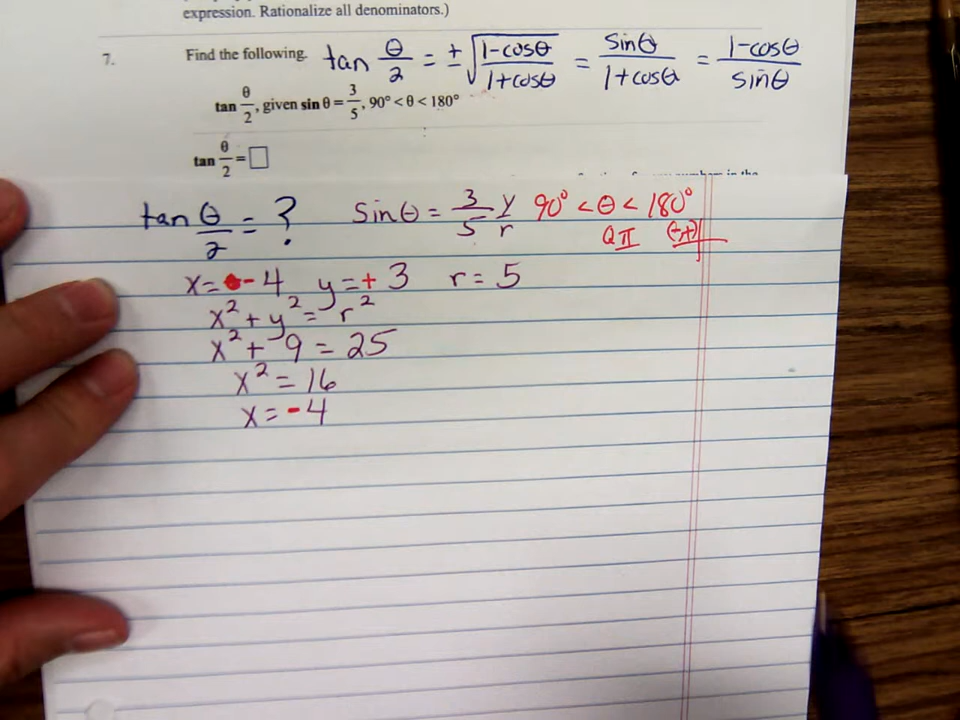 expression. Rationalize all denominators.)
7. Find the following. tan θ/2 = ±√(1-cosθ/1+cosθ) = sinθ/1+cosθ = 1-cosθ/sinθ
tan θ/2, given sin θ = 3/5, 90° < θ < 180°
tan θ/2 = □
tan θ/2 = ? sinθ = 3/5 y/r 90° < θ < 180°
QII (-,+)
x = -4 y = +3 r = 5
x² + y² = r²
x² + 9 = 25
x² = 16
x = -4